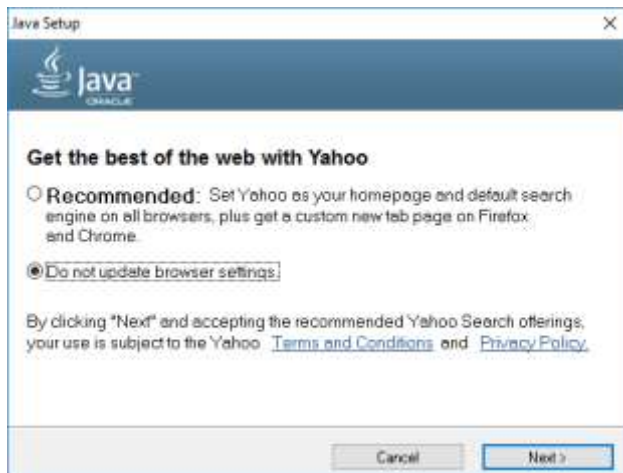 Java Setup
Java
ORACLE
Get the best of the web with Yahoo
Recommended: Set Yahoo as your homepage and default search
engine on all browsers, plus get a custom new tab page on Firefox
and Chrome.
Do not update browser settings.
By clicking "Next" and accepting the recommended Yahoo Search offerings,
your use is subject to the Yahoo Terms and Conditions and Privacy Policy.
Cancel
Next >